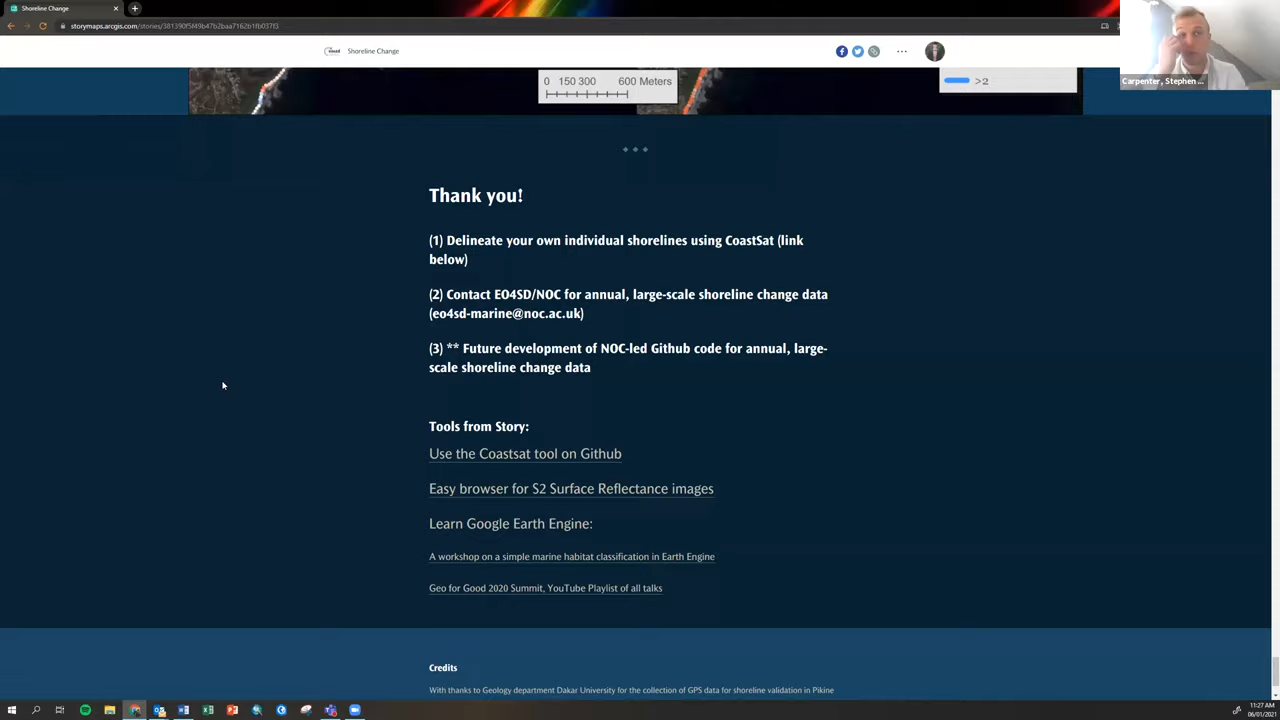 Shoreline Change
storymaps.arcgis.com/stories/381390f5f49b47b2baa7162b1fb037f3
Shoreline Change
0 150 300 600 Meters
>2
Carpenter, Stephen ...
Thank you!
(1) Delineate your own individual shorelines using CoastSat (link
below)
(2) Contact EO4SD/NOC for annual, large-scale shoreline change data
(eo4sd-marine@noc.ac.uk)
(3) ** Future development of NOC-led Github code for annual, large-
scale shoreline change data
Tools from Story:
Use the Coastsat tool on Github
Easy browser for S2 Surface Reflectance images
Learn Google Earth Engine:
A workshop on a simple marine habitat classification in Earth Engine
Geo for Good 2020 Summit, YouTube Playlist of all talks
Credits
With thanks to Geology department Dakar University for the collection of GPS data for shoreline validation in Pikine
11:27 AM
06/01/2021